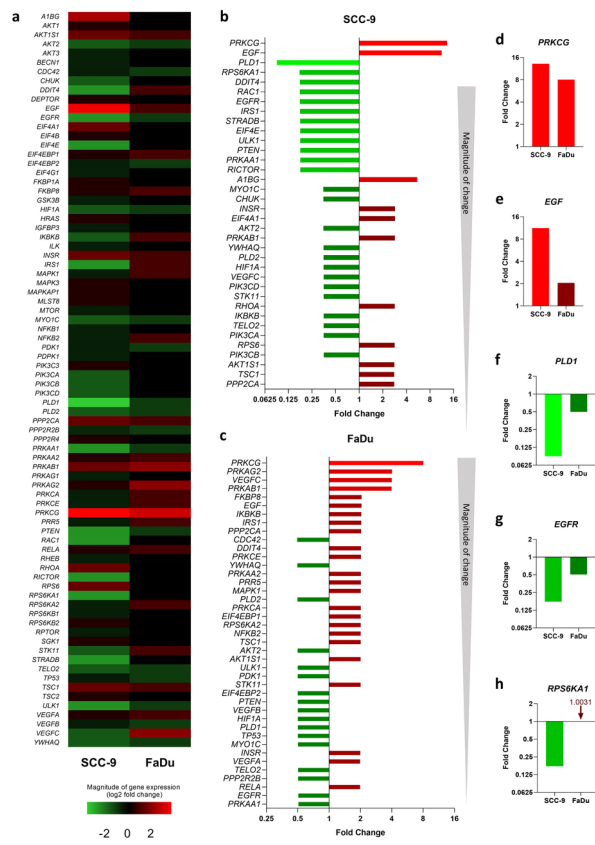 a
A1BG
AKT1
AKT1S1
AKT2
AKT3
BECN1
CDC42
CHUK
DDIT4
DEPTOR
EGF
EGFR
EIF4A1
EIF4B
EIF4E
EIF4EBP1
EIF4EBP2
EIF4G1
FKBP1A
FKBP8
GSK3B
HIF1A
HRAS
IGFBP3
IKBKB
ILK
INSR
IRS1
MAPK1
MAPK3
MAPKAP1
MLST8
MTOR
MYO1C
NFKB1
NFKB2
PDK1
PDPK1
PIK3C3
PIK3CA
PIK3CB
PIK3CD
PLD1
PLD2
PPP2CA
PPP2R2B
PPP2R4
PRKAA1
PRKAA2
PRKAB1
PRKAG1
PRKAG2
PRKCA
PRKCE
PRKCG
PRR5
PTEN
RAC1
RELA
RHEB
RHOA
RICTOR
RPS6
RPS6KA1
RPS6KA2
RPS6KB1
RPS6KB2
RPTOR
SGK1
STK11
STRADB
TELO2
TP53
TSC1
TSC2
ULK1
VEGFA
VEGFB
VEGFC
YWHAQ
SCC-9 FaDu
Magnitude of gene expression
(log2 fold change)
-2 0 2
b
SCC-9
PRKCG
EGF
PLD1
RPS6KA1
DDIT4
RAC1
EGFR
IRS1
STRADB
EIF4E
ULK1
PTEN
PRKAA1
RICTOR
A1BG
MYO1C
CHUK
INSR
EIF4A1
AKT2
PRKAB1
YWHAQ
PLD2
HIF1A
VEGFC
PIK3CD
STK11
RHOA
IKBKB
TELO2
PIK3CA
RPS6
PIK3CB
AKT1S1
TSC1
PPP2CA
0.0625 0.125 0.25 0.5 1 2 4 8 16
Fold Change
Magnitude of change
c
FaDu
PRKCG
PRKAG2
VEGFC
PRKAB1
FKBP8
EGF
IKBKB
IRS1
PPP2CA
CDC42
DDIT4
PRKCE
YWHAQ
PRKAA2
PRR5
MAPK1
PLD2
PRKCA
EIF4EBP1
RPS6KA2
NFKB2
TSC1
AKT2
AKT1S1
ULK1
PDK1
STK11
EIF4EBP2
PTEN
VEGFB
HIF1A
PLD1
TP53
MYO1C
INSR
VEGFA
TELO2
PPP2R2B
RELA
EGFR
PRKAA1
0.25 0.5 1 2 4 8 16
Fold Change
Magnitude of change
d
PRKCG
Fold Change
16
8
4
2
1
SCC-9 FaDu
e
EGF
Fold Change
16
8
4
2
1
SCC-9 FaDu
f
PLD1
Fold Change
1
0.5
0.25
0.125
0.0625
SCC-9 FaDu
g
EGFR
Fold Change
1
0.5
0.25
0.125
0.0625
SCC-9 FaDu
h
RPS6KA1
1.0031
Fold Change
1
0.5
0.25
0.125
0.0625
SCC-9 FaDu